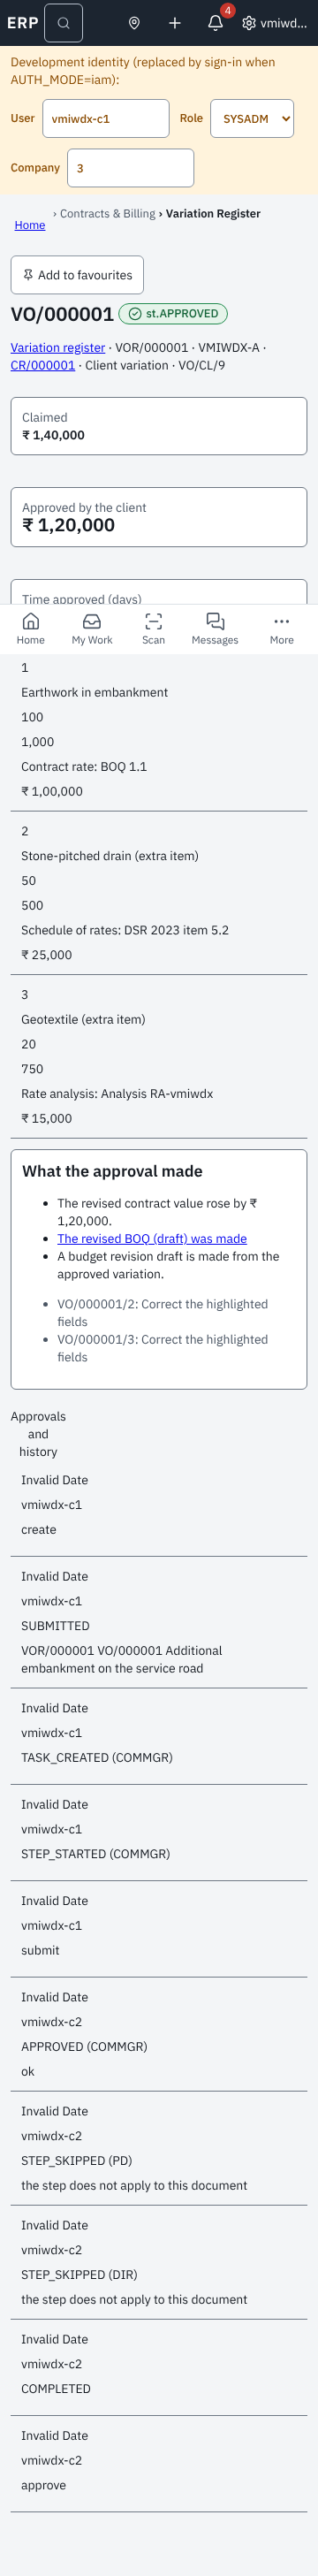 ERP
4
vmiwd...
Development identity (replaced by sign-in when
AUTH_MODE=iam):
User
vmiwdx-c1
Role
SYSADM
Company
3
Home
› Contracts & Billing › Variation Register
Add to favourites
VO/000001
st.APPROVED
Variation register · VOR/000001 · VMIWDX-A ·
CR/000001 · Client variation · VO/CL/9
Claimed
₹ 1,40,000
Approved by the client
₹ 1,20,000
Time approved (days)
Home
My Work
Scan
Messages
More
1
Earthwork in embankment
100
1,000
Contract rate: BOQ 1.1
₹ 1,00,000
2
Stone-pitched drain (extra item)
50
500
Schedule of rates: DSR 2023 item 5.2
₹ 25,000
3
Geotextile (extra item)
20
750
Rate analysis: Analysis RA-vmiwdx
₹ 15,000
What the approval made
• The revised contract value rose by ₹
1,20,000.
• The revised BOQ (draft) was made
• A budget revision draft is made from the
approved variation.
• VO/000001/2: Correct the highlighted
fields
• VO/000001/3: Correct the highlighted
fields
Approvals
and
history
Invalid Date
vmiwdx-c1
create
Invalid Date
vmiwdx-c1
SUBMITTED
VOR/000001 VO/000001 Additional
embankment on the service road
Invalid Date
vmiwdx-c1
TASK_CREATED (COMMGR)
Invalid Date
vmiwdx-c1
STEP_STARTED (COMMGR)
Invalid Date
vmiwdx-c1
submit
Invalid Date
vmiwdx-c2
APPROVED (COMMGR)
ok
Invalid Date
vmiwdx-c2
STEP_SKIPPED (PD)
the step does not apply to this document
Invalid Date
vmiwdx-c2
STEP_SKIPPED (DIR)
the step does not apply to this document
Invalid Date
vmiwdx-c2
COMPLETED
Invalid Date
vmiwdx-c2
approve